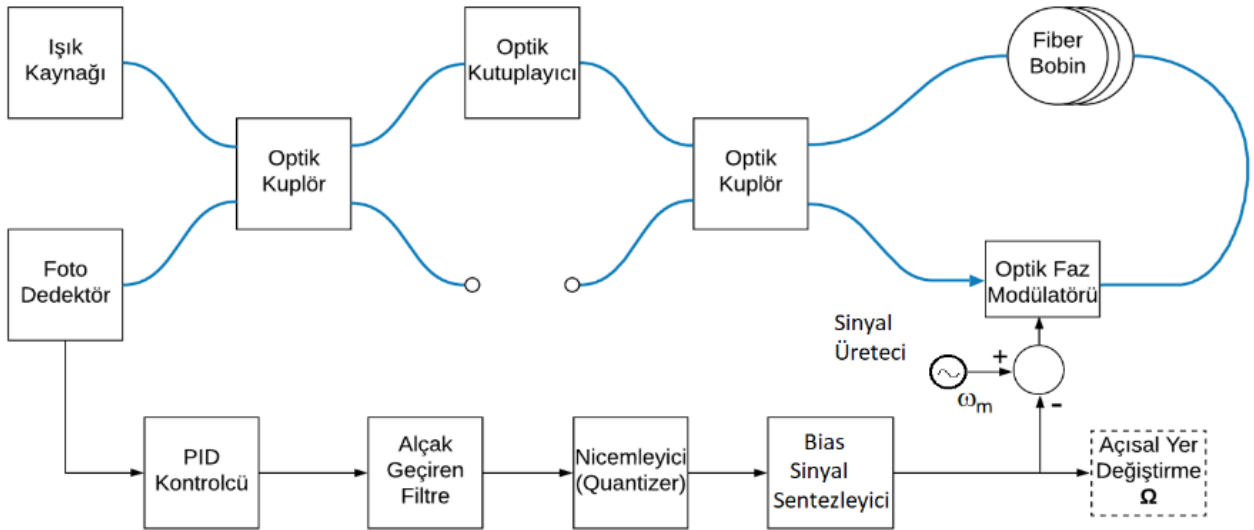 Işık
Kaynağı
Optik
Kutuplayıcı
Fiber
Bobin
Optik
Kuplör
Optik
Kuplör
Foto
Dedektör
Optik Faz
Modülatörü
Sinyal
Üreteci
+
ωm
-
PID
Kontrolcü
Alçak
Geçiren
Filtre
Nicemleyici
(Quantizer)
Bias
Sinyal
Sentezleyici
Açısal Yer
Değiştirme
Ω